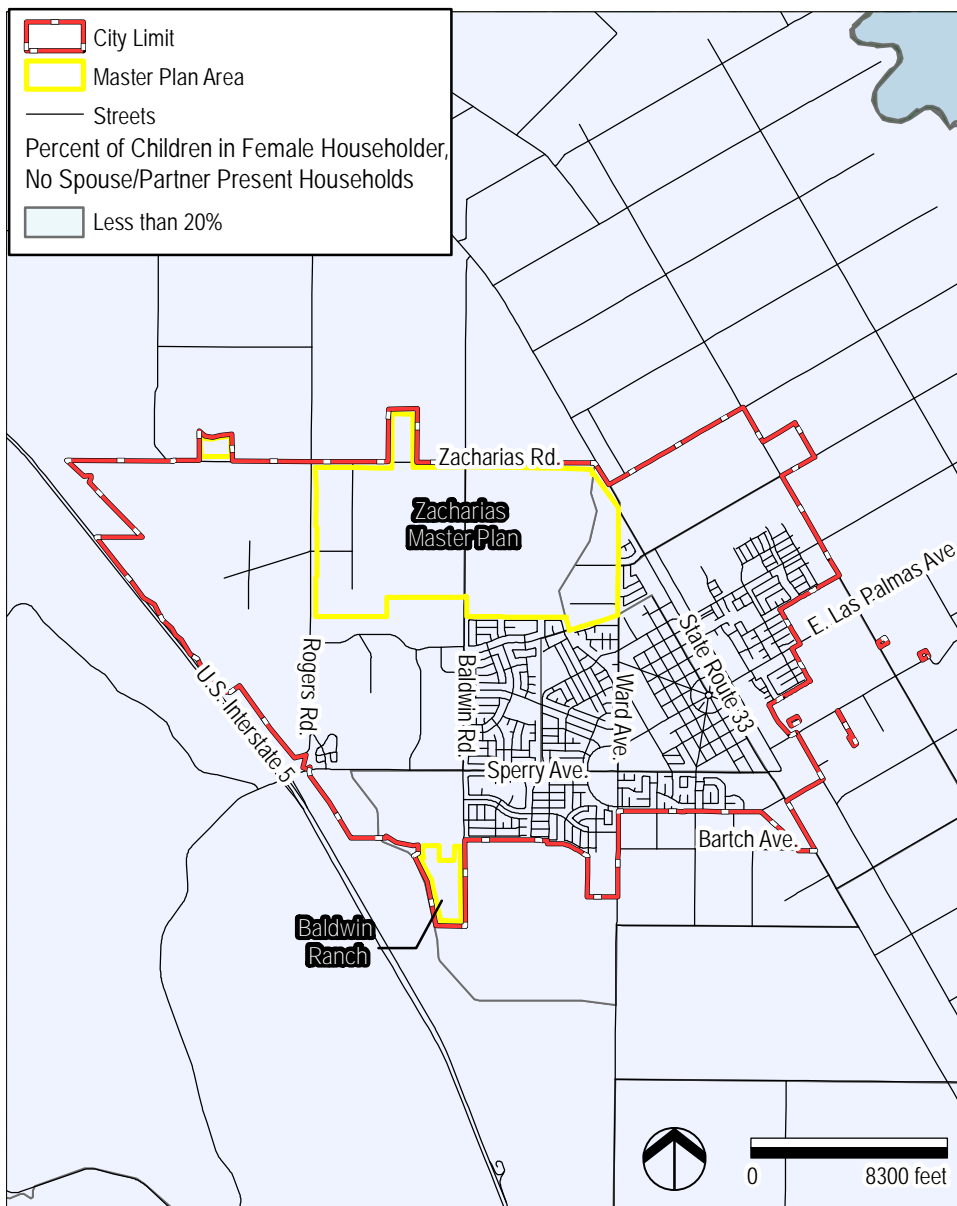 City Limit
Master Plan Area
Streets
Percent of Children in Female Householder,
No Spouse/Partner Present Households
Less than 20%
Zacharias Rd.
Zacharias
Master Plan
E. Las Palmas Ave
State Route 33
Rogers Rd.
Baldwin Rd.
Ward Ave.
U.S. Interstate 5
Sperry Ave.
Bartch Ave.
Baldwin
Ranch
0
8300 feet